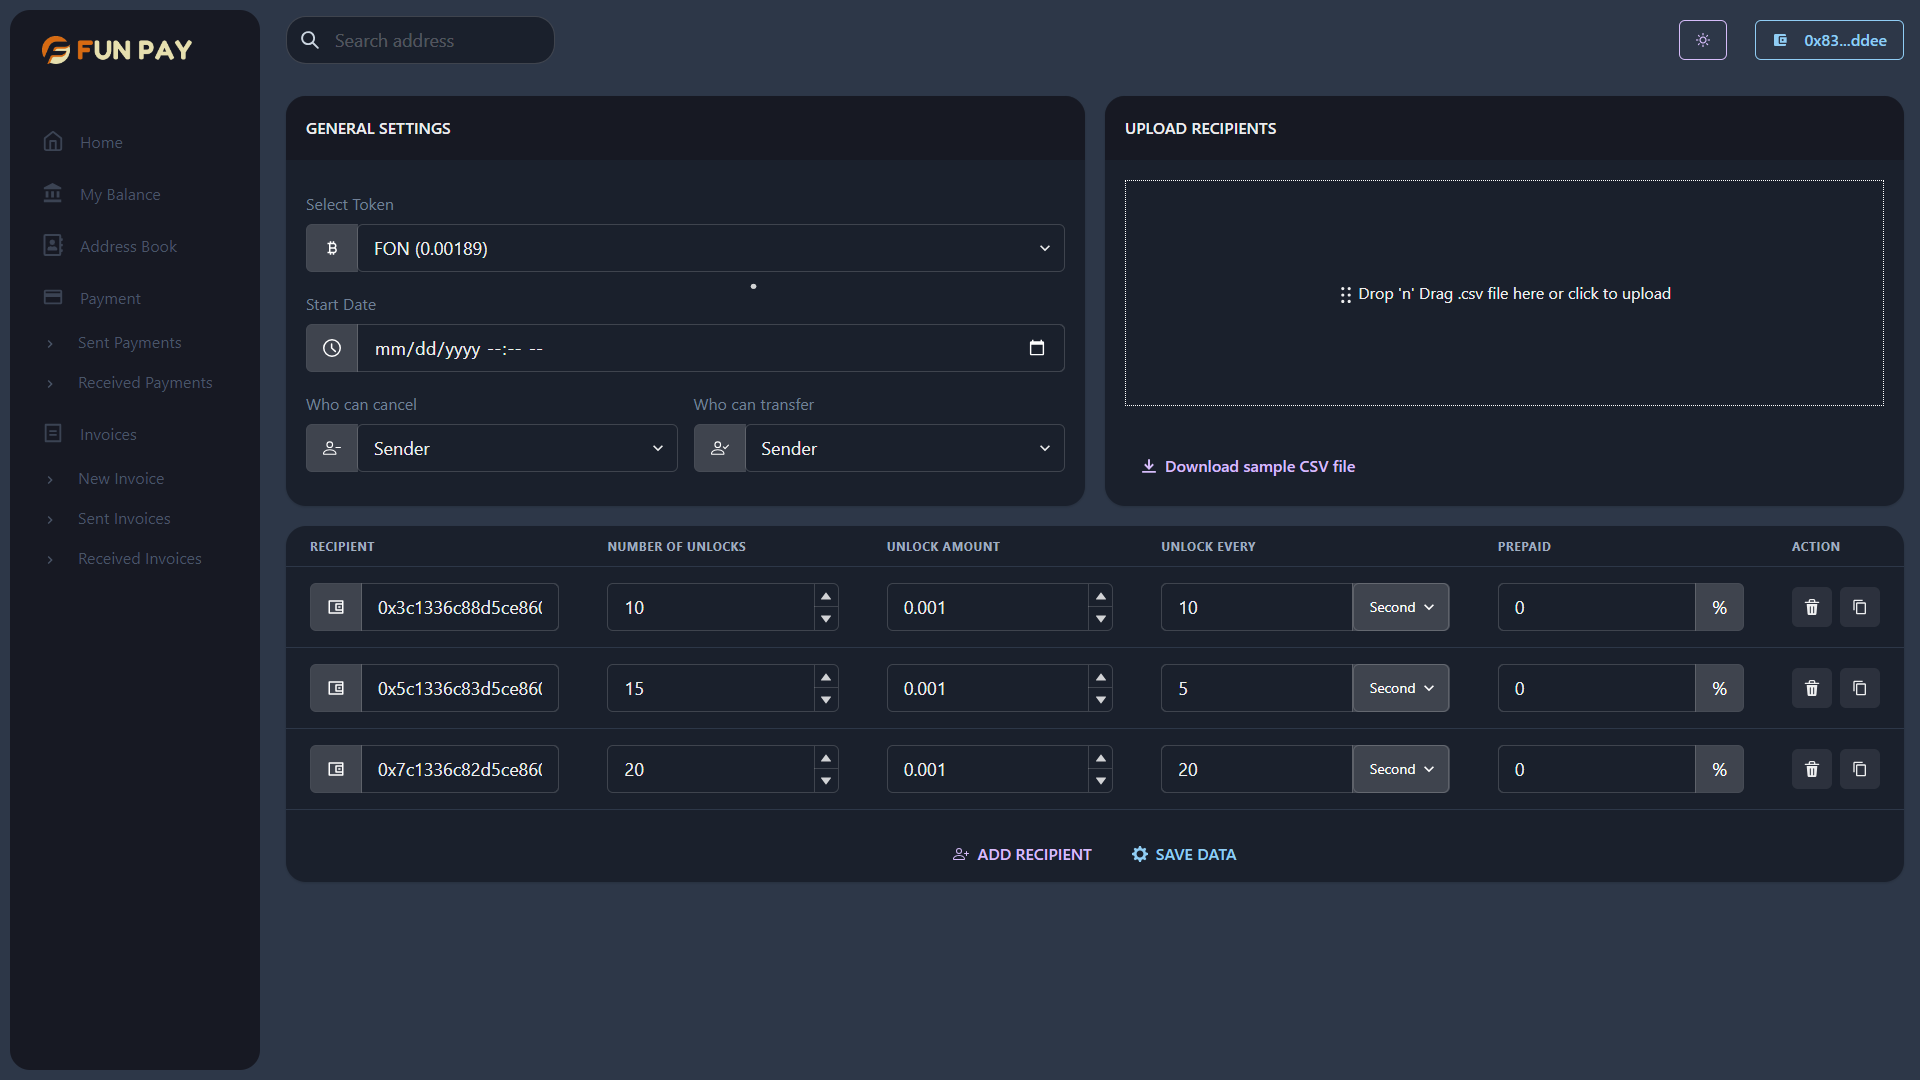 FUN PAY
Search address
0x83...ddee
Home
My Balance
Address Book
Payment
Sent Payments
Received Payments
Invoices
New Invoice
Sent Invoices
Received Invoices
GENERAL SETTINGS
Select Token
FON (0.00189)
Start Date
mm/dd/yyyy --:-- --
Who can cancel
Who can transfer
Sender
Sender
UPLOAD RECIPIENTS
Drop 'n' Drag .csv file here or click to upload
Download sample CSV file
RECIPIENT NUMBER OF UNLOCKS UNLOCK AMOUNT UNLOCK EVERY PREPAID ACTION
0x3c1336c88d5ce860 10 0.001 10 Second 0 %
0x5c1336c83d5ce860 15 0.001 5 Second 0 %
0x7c1336c82d5ce860 20 0.001 20 Second 0 %
ADD RECIPIENT SAVE DATA